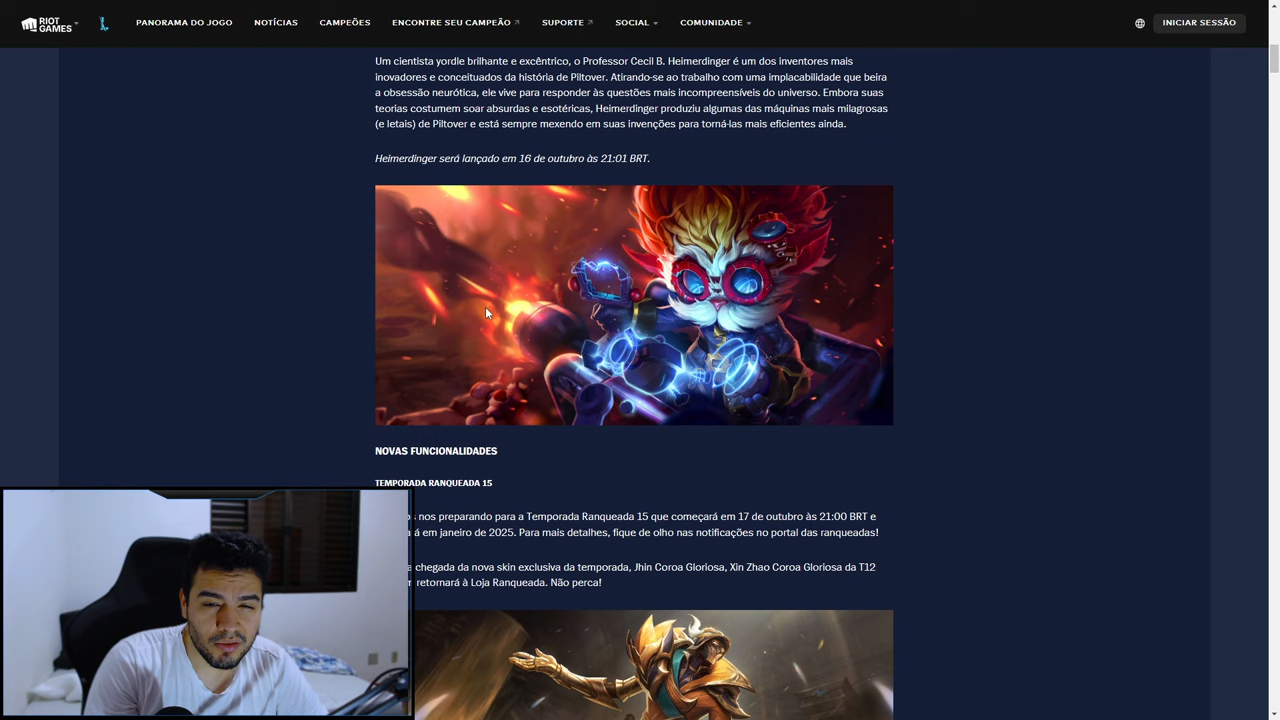 RIOT GAMES
PANORAMA DO JOGO
NOTÍCIAS
CAMPEÕES
ENCONTRE SEU CAMPEÃO
SUPORTE
SOCIAL
COMUNIDADE
INICIAR SESSÃO
Um cientista yordle brilhante e excêntrico, o Professor Cecil B. Heimerdinger é um dos inventores mais
inovadores e conceituados da história de Piltover. Atirando-se ao trabalho com uma implacabilidade que beira
a obsessão neurótica, ele vive para responder às questões mais incompreensíveis do universo. Embora suas
teorias costumem soar absurdas e esotéricas, Heimerdinger produziu algumas das máquinas mais milagrosas
(e letais) de Piltover e está sempre mexendo em suas invenções para torná-las mais eficientes ainda.
Heimerdinger será lançado em 16 de outubro às 21:01 BRT.
NOVAS FUNCIONALIDADES
TEMPORADA RANQUEADA 15
nos preparando para a Temporada Ranqueada 15 que começará em 17 de outubro às 21:00 BRT e
á em janeiro de 2025. Para mais detalhes, fique de olho nas notificações no portal das ranqueadas!
chegada da nova skin exclusiva da temporada, Jhin Coroa Gloriosa, Xin Zhao Coroa Gloriosa da T12
retornará à Loja Ranqueada. Não perca!